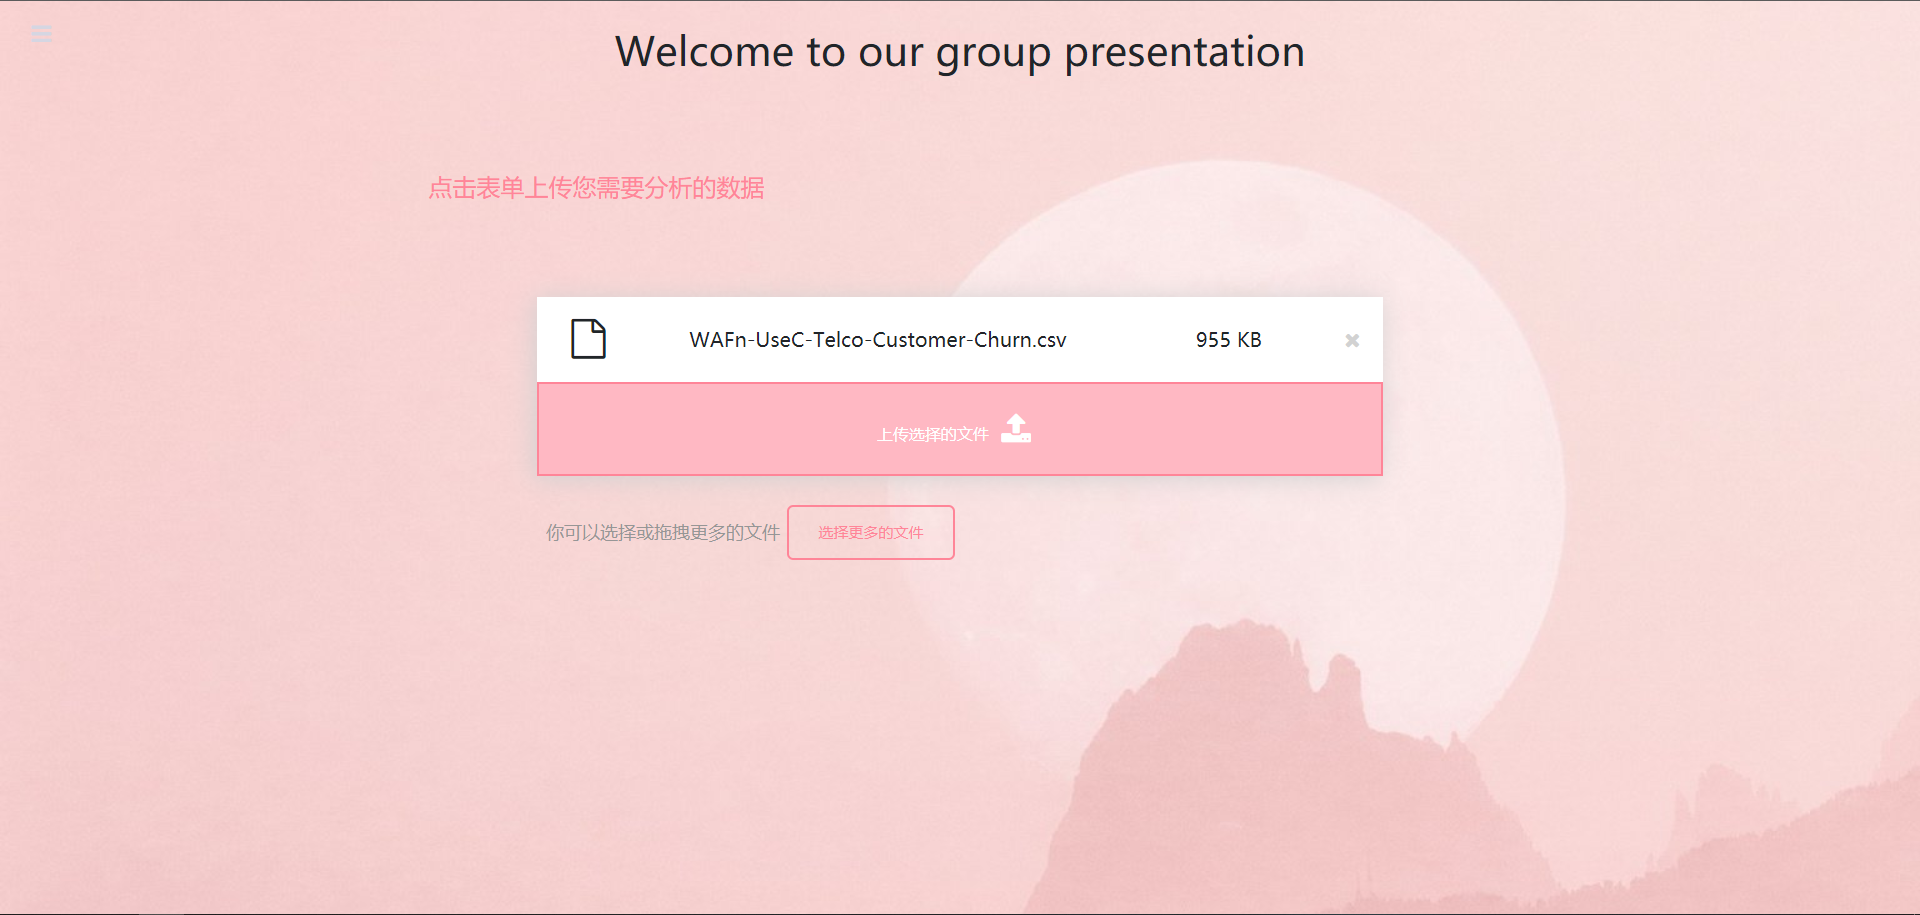 Welcome to our group presentation
点击表单上传您需要分析的数据
WAFn-UseC-Telco-Customer-Churn.csv 955 KB
上传选择的文件
你可以选择或拖拽更多的文件 选择更多的文件